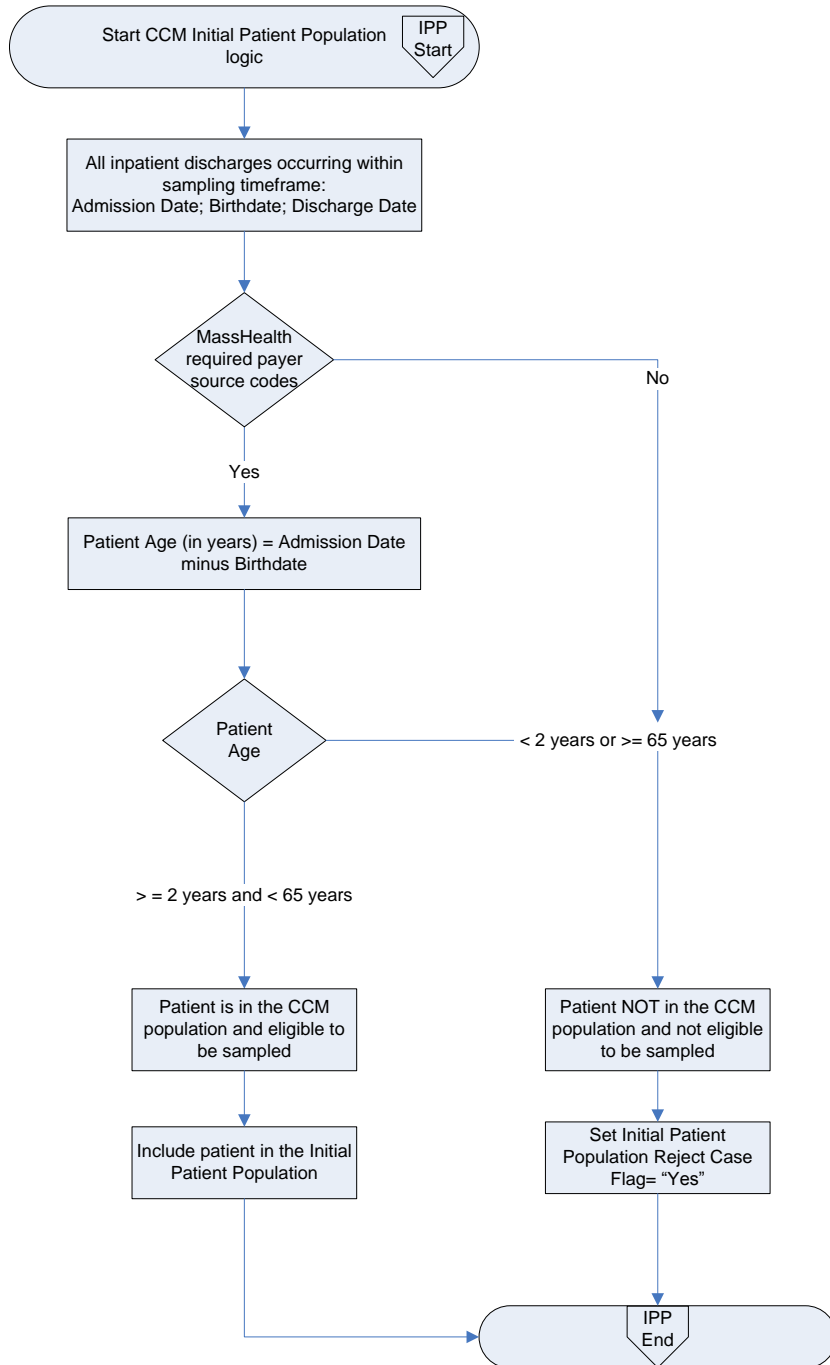 Start CCM Initial Patient Population
logic
IPP
Start
All inpatient discharges occurring within
sampling timeframe:
Admission Date; Birthdate; Discharge Date
MassHealth
required payer
source codes
No
Yes
Patient Age (in years) = Admission Date
minus Birthdate
Patient
Age
< 2 years or >= 65 years
> = 2 years and < 65 years
Patient is in the CCM
population and eligible to
be sampled
Patient NOT in the CCM
population and not eligible
to be sampled
Include patient in the Initial
Patient Population
Set Initial Patient
Population Reject Case
Flag= “Yes”
IPP
End